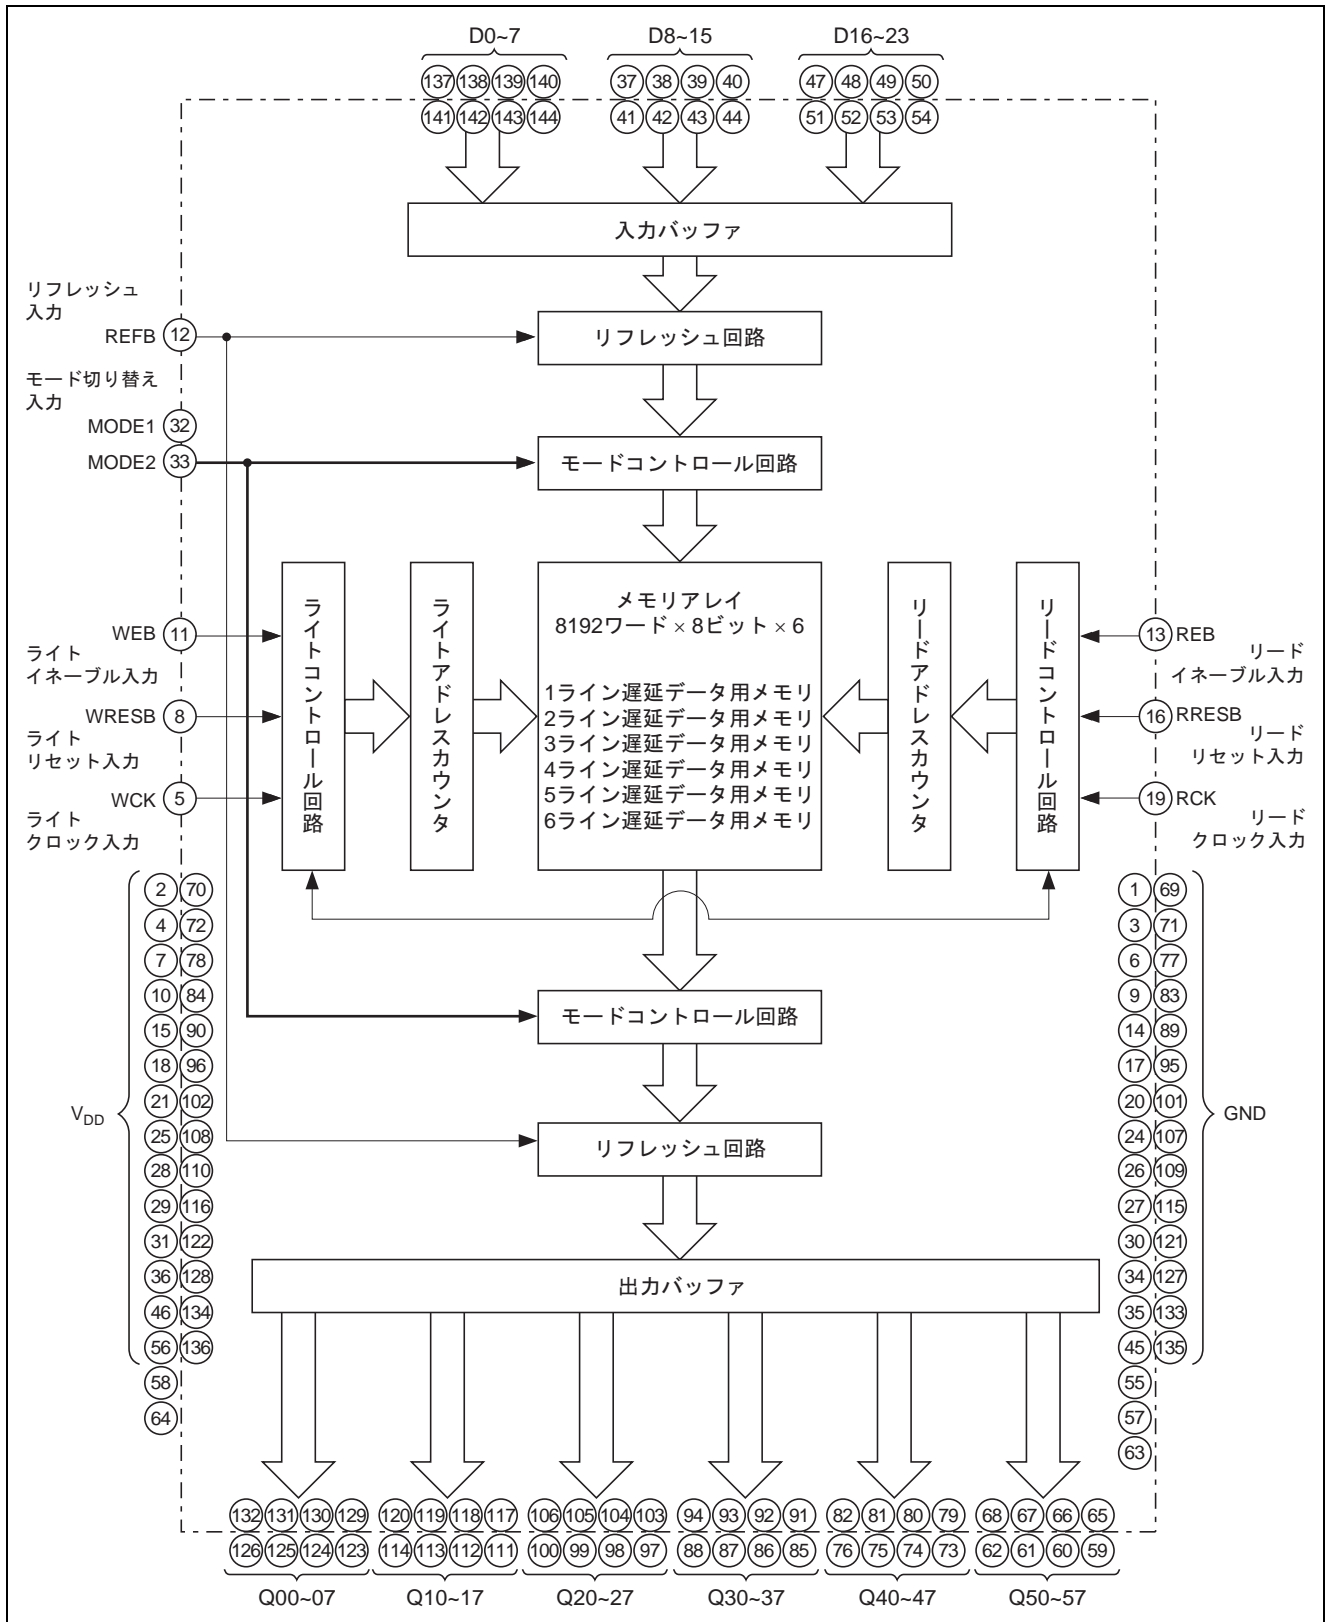 D0~7 D8~15 D16~23
137 138 139 140 37 38 39 40 47 48 49 50
141 142 143 144 41 42 43 44 51 52 53 54
入力バッファ
リフレッシュ
入力
REFB 12 リフレッシュ回路
モード切り替え
入力
MODE1 32
MODE2 33 モードコントロール回路
ライトコントロール回路
ライトアドレスカウンタ
メモリアレイ
8192ワード×8ビット×6
1ライン遅延データ用メモリ
2ライン遅延データ用メモリ
3ライン遅延データ用メモリ
4ライン遅延データ用メモリ
5ライン遅延データ用メモリ
6ライン遅延データ用メモリ
リードアドレスカウンタ
リードコントロール回路
WEB 11
ライト
イネーブル入力
WRESB 8
ライト
リセット入力
WCK 5
ライト
クロック入力
13 REB
リード
イネーブル入力
16 RRESB
リード
リセット入力
19 RCK
リード
クロック入力
2 70
4 72
7 78
10 84
15 90
18 96
21 102
25 108
28 110
29 116
31 122
36 128
46 134
56 136
58
64
VDD
1 69
3 71
6 77
9 83
14 89
17 95
20 101
24 107
26 109
27 115
30 121
34 127
35 133
45 135
55
57
63
GND
モードコントロール回路
リフレッシュ回路
出力バッファ
132 131 130 129 120 119 118 117 106 105 104 103 94 93 92 91 82 81 80 79 68 67 66 65
126 125 124 123 114 113 112 111 100 99 98 97 88 87 86 85 76 75 74 73 62 61 60 59
Q00~07 Q10~17 Q20~27 Q30~37 Q40~47 Q50~57